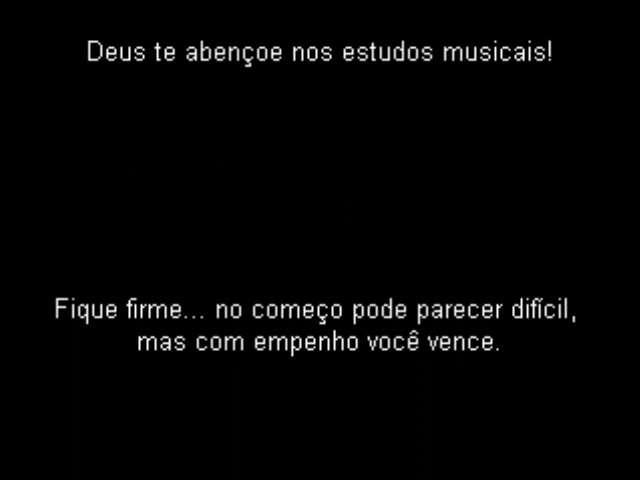 Deus te abençoe nos estudos musicais!
Fique firme... no começo pode parecer difícil,
mas com empenho você vence.